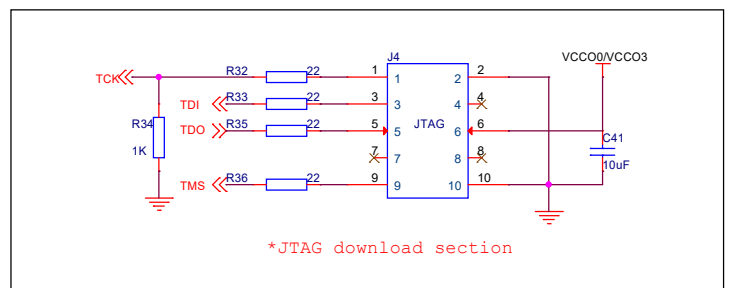 J4
VCCO0/VCCO3
TCK R32 22 1 1 2 2
TDI R33 22 3 3 4 4
R34 TDO R35 22 5 5 JTAG 6 6
C41
1K 7 7 8 8
10uF
TMS R36 22 9 9 10 10
*JTAG download section